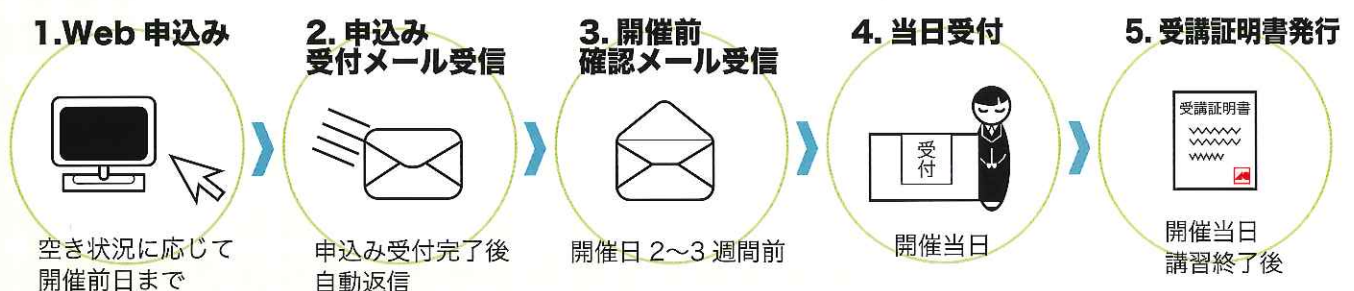 1.Web 申込み
空き状況に応じて
開催前日まで
2. 申込み
受付メール受信
申込み受付完了後
自動返信
3. 開催前
確認メール受信
開催日 2〜3 週間前
4. 当日受付
受
付
開催当日
5. 受講証明書発行
受講証明書
開催当日
講習終了後